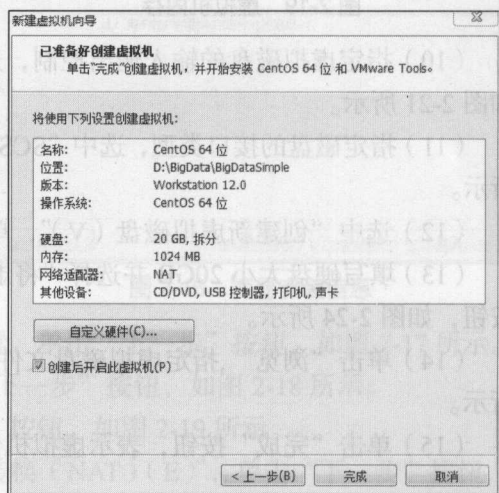 新建虚拟机向导
已准备好创建虚拟机
单击"完成"创建虚拟机，并开始安装 CentOS 64 位 和 VMware Tools。
将使用下列设置创建虚拟机：
名称: CentOS 64 位
位置: D:\BigData\BigDataSimple
版本: Workstation 12.0
操作系统: CentOS 64 位
硬盘: 20 GB, 拆分
内存: 1024 MB
网络适配器: NAT
其他设备: CD/DVD, USB 控制器, 打印机, 声卡
自定义硬件(C)...
创建后开启此虚拟机(P)
< 上一步(B)
完成
取消